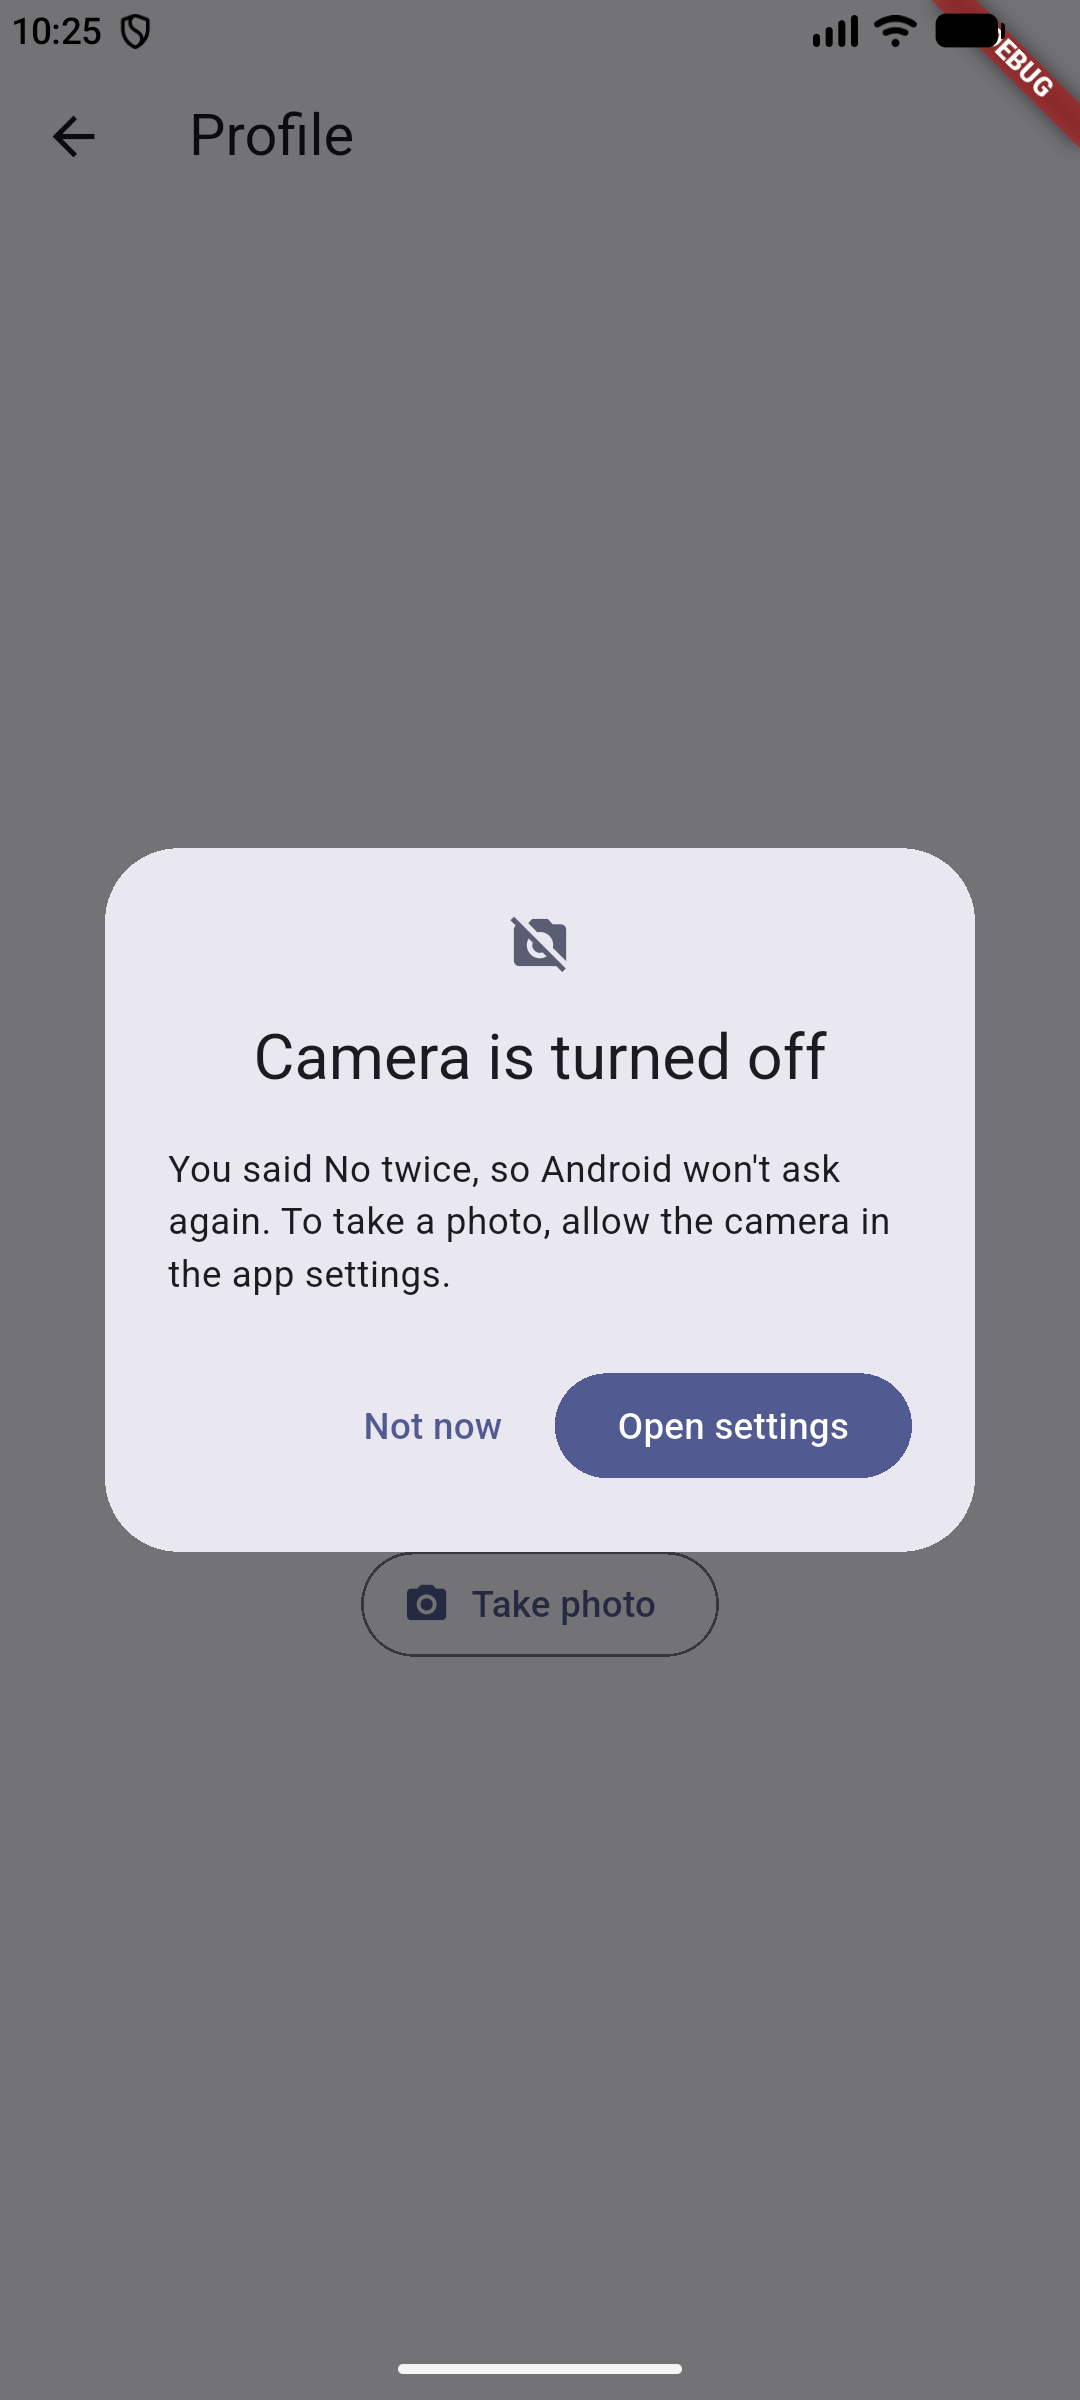 10:25
Profile
Camera is turned off
You said No twice, so Android won't ask
again. To take a photo, allow the camera in
the app settings.
Not now
Open settings
Take photo